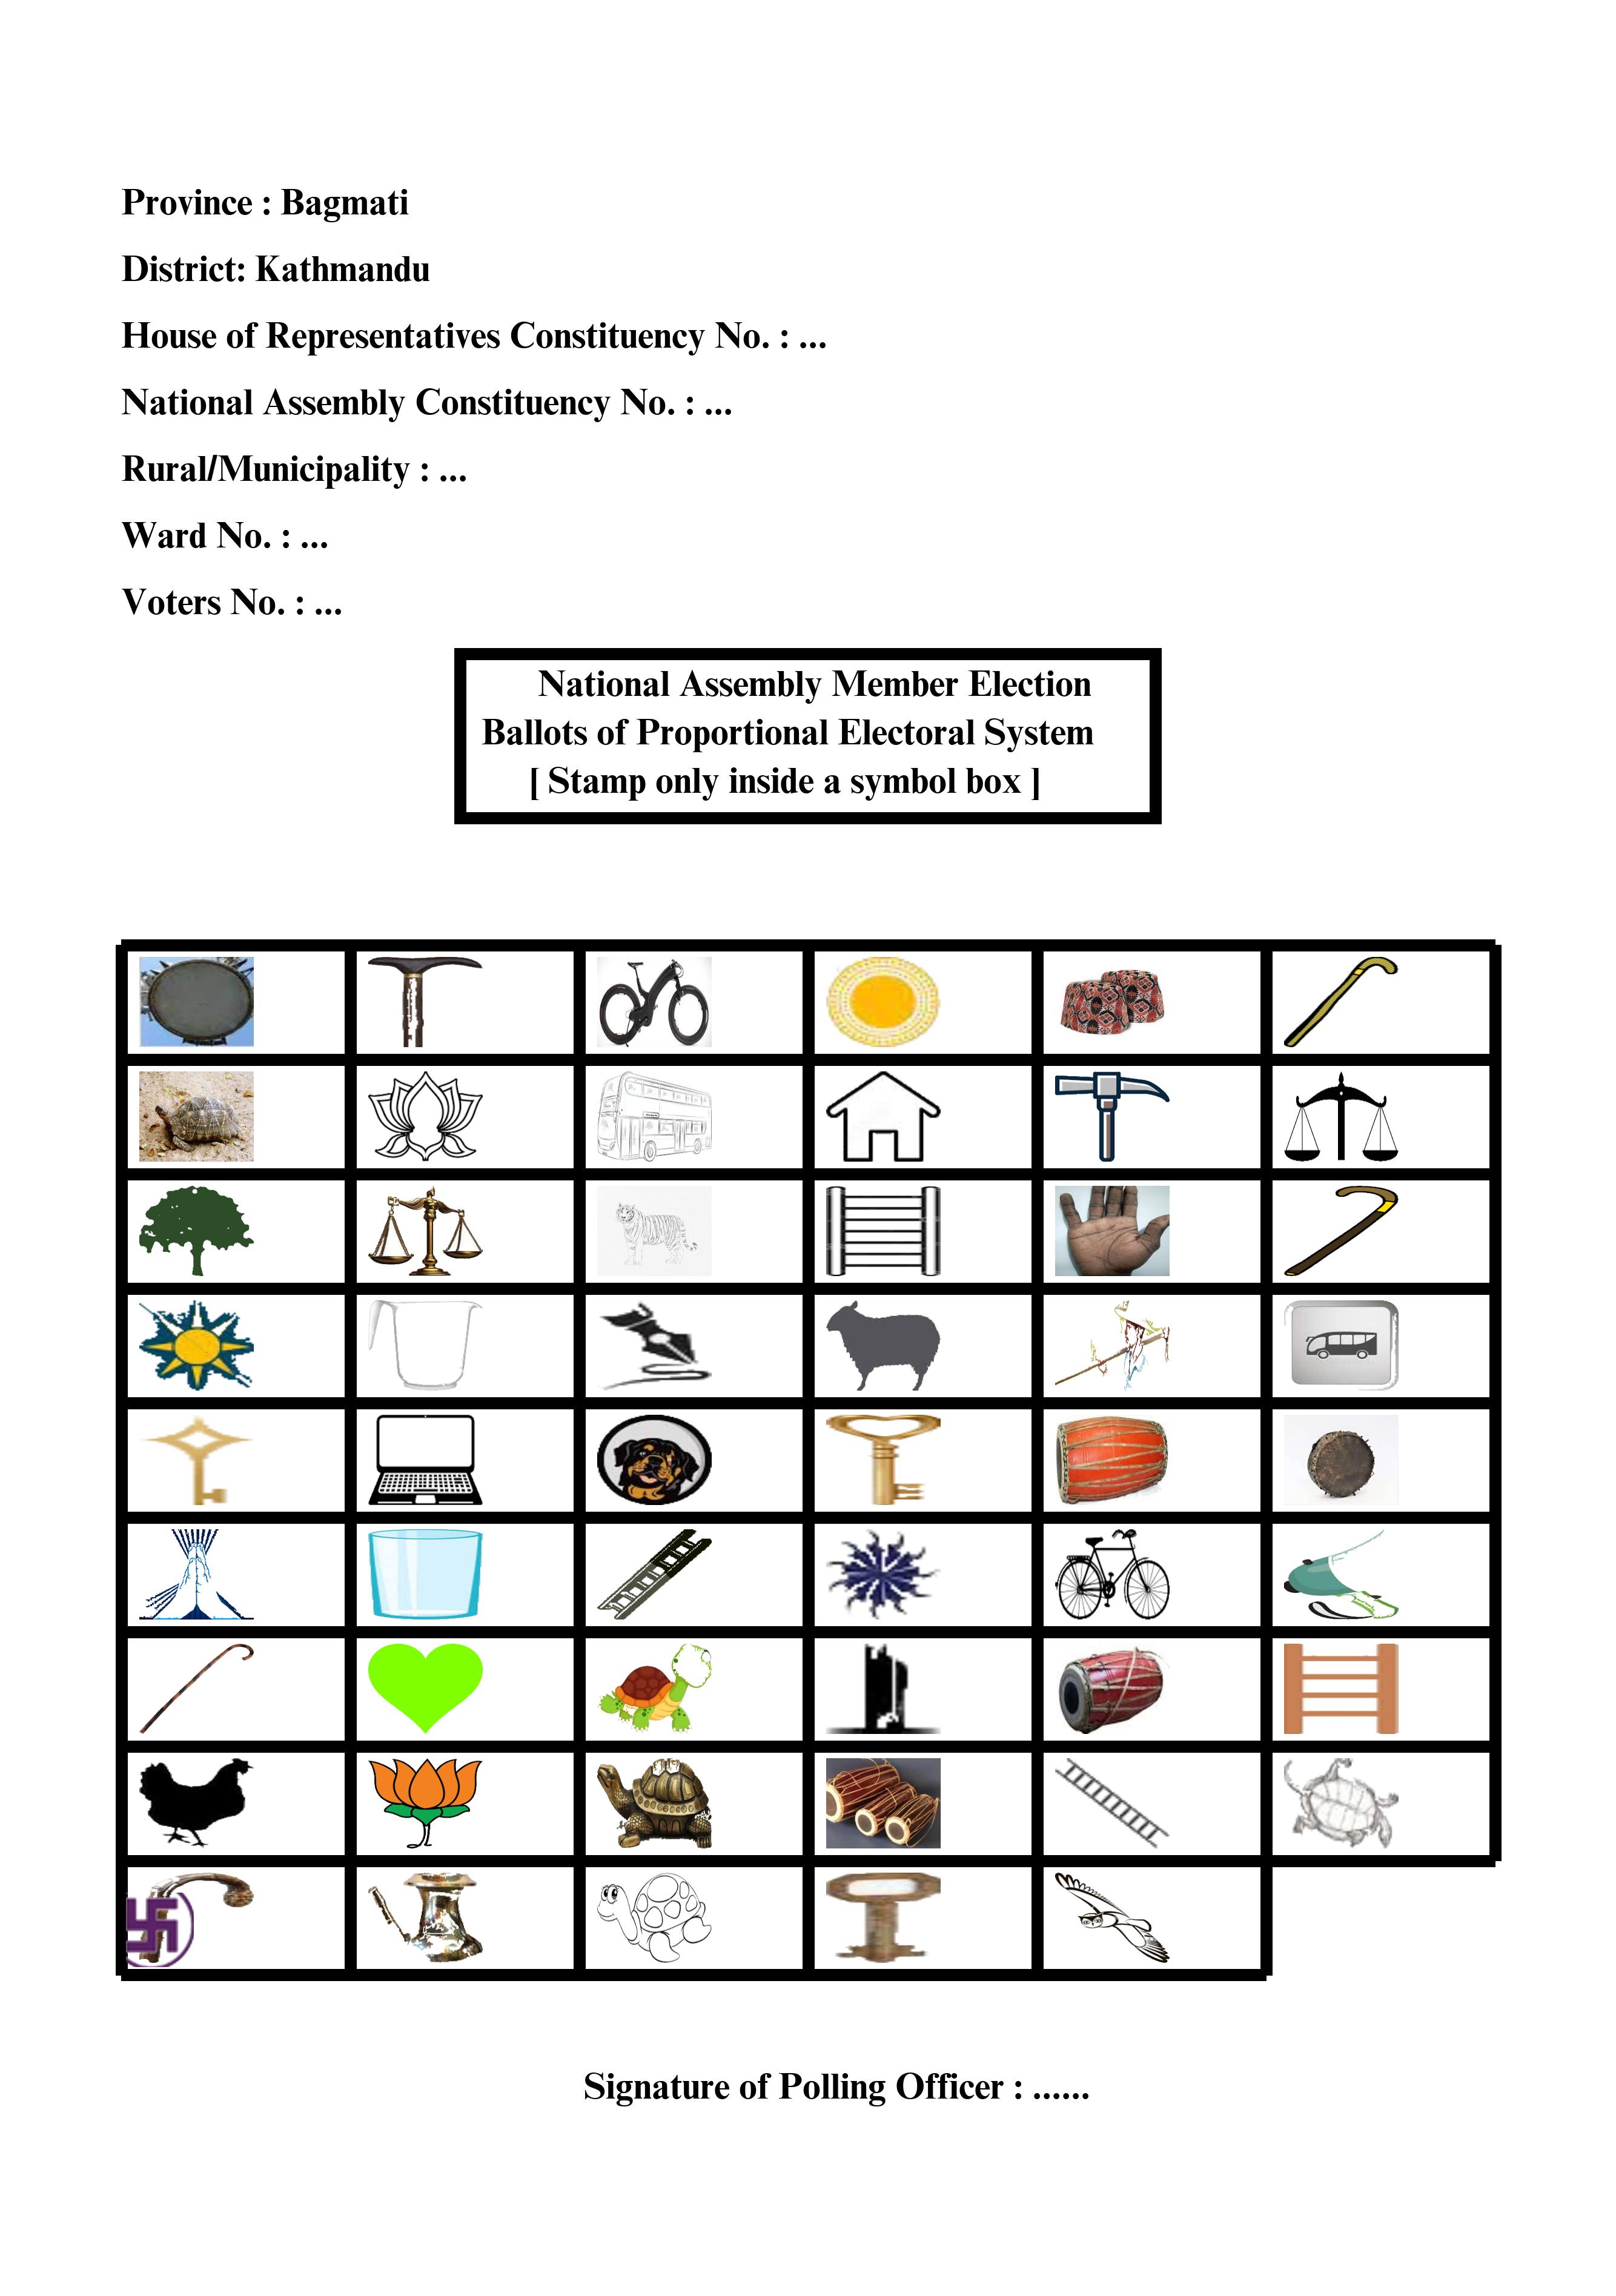 Province : Bagmati
District: Kathmandu
House of Representatives Constituency No. : ...
National Assembly Constituency No. : ...
Rural/Municipality : ...
Ward No. : ...
Voters No. : ...
National Assembly Member Election
Ballots of Proportional Electoral System
[ Stamp only inside a symbol box ]
Signature of Polling Officer : ......